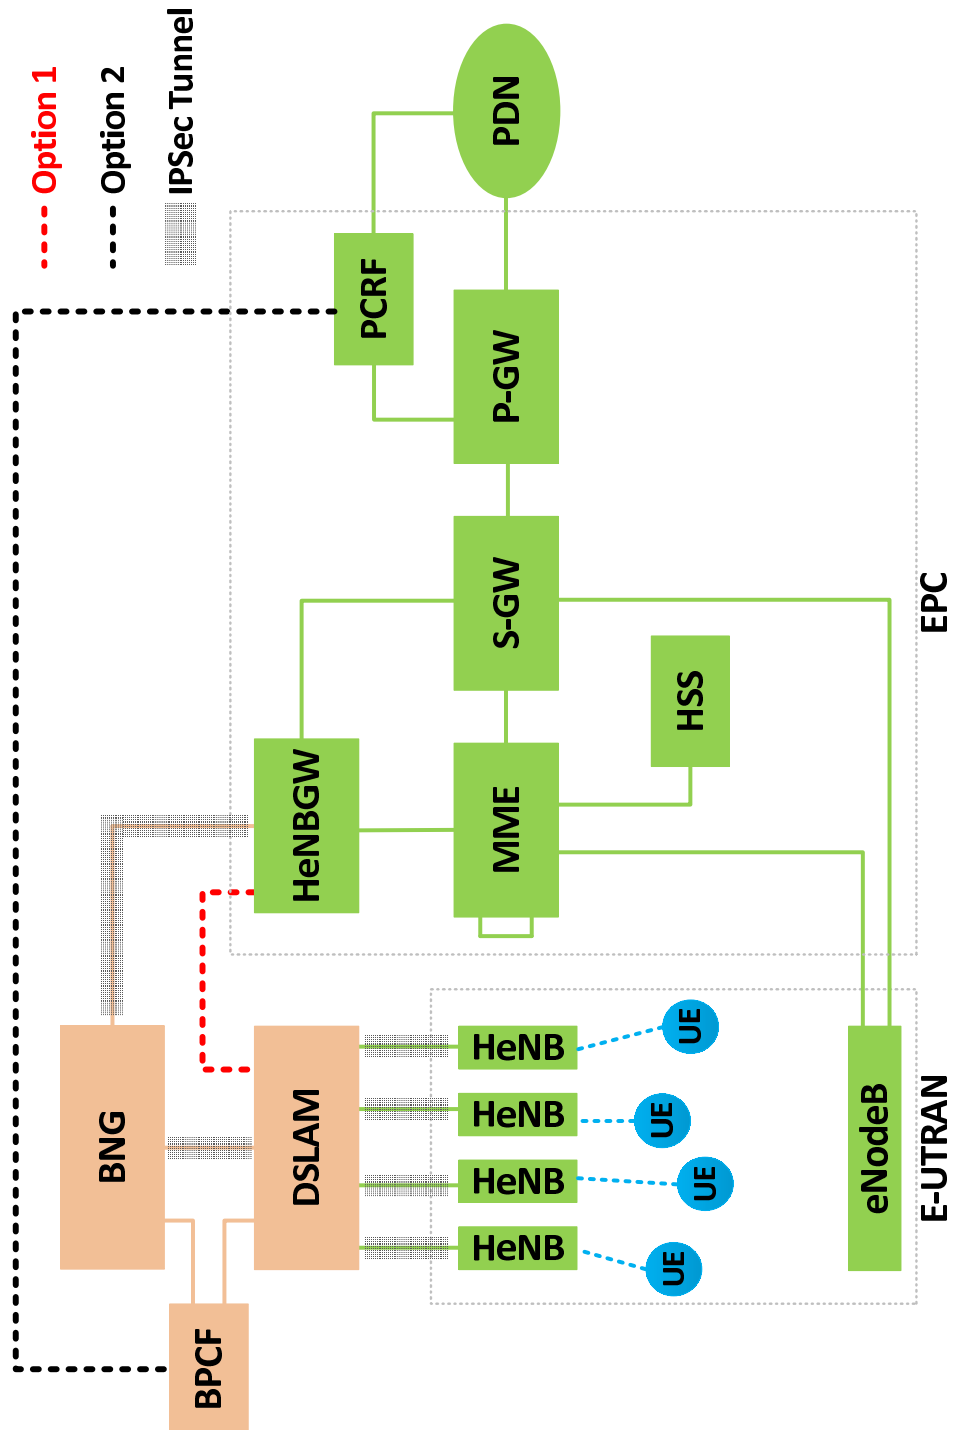 Option 1
Option 2
IPSec Tunnel
BPCF
BNG
DSLAM
HeNBGW
PCRF
PDN
HeNB
HeNB
HeNB
HeNB
MME
S-GW
P-GW
UE
UE
UE
UE
HSS
eNodeB
E-UTRAN
EPC